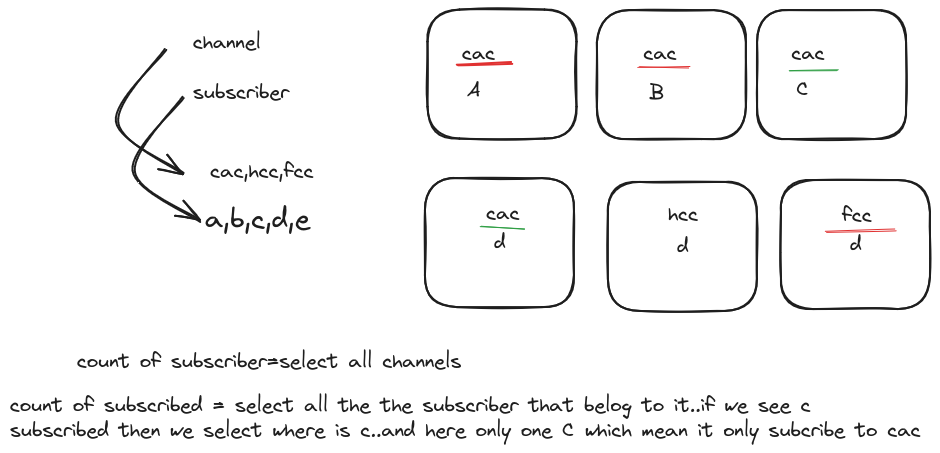 channel
subscriber
cac,hcc,fcc
a,b,c,d,e
cac
A
cac
B
cac
C
cac
d
hcc
d
fcc
d
count of subscriber=select all channels
count of subscribed = select all the the subscriber that belog to it..if we see c
subscribed then we select where is c..and here only one C which mean it only subcribe to cac